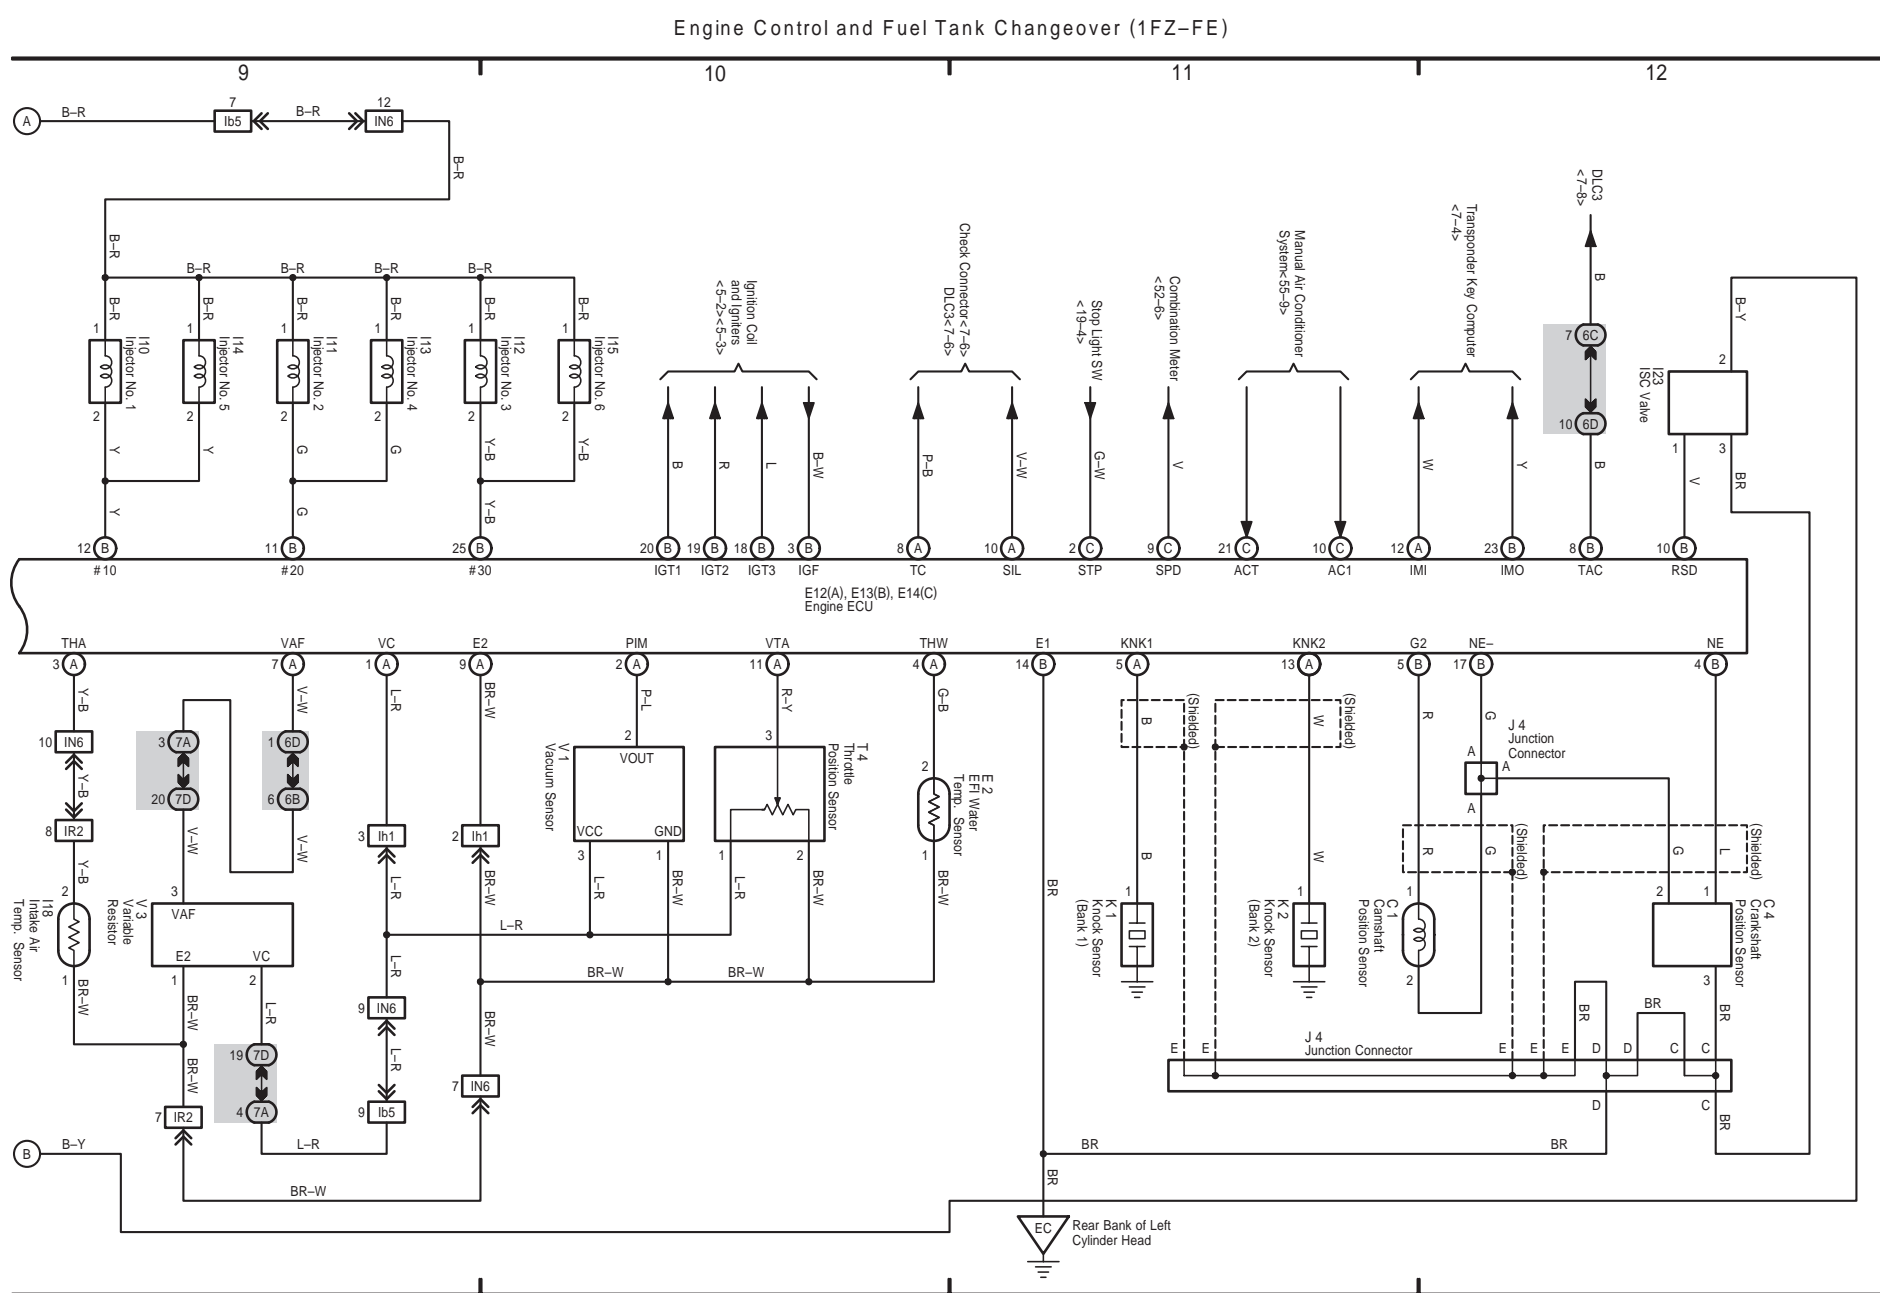 Engine Control and Fuel Tank Changeover (1FZ–FE)
9
10
11
12
A
B–R
7
Ib5
B–R
12
IN6
B–R
B–R
B–R
B–R
B–R
B–R
B–R
B–R
B–R
B–R
B–R
B–R
1
1
1
1
1
1
I10
Injector No. 1
I14
Injector No. 5
I11
Injector No. 2
I13
Injector No. 4
I12
Injector No. 3
I15
Injector No. 6
2
2
2
2
2
2
Y
Y
G
G
Y–B
Y–B
Y
G
Y–B
Ignition Coil
and Igniters
<5–2><5–3>
Check Connector<7–6>
DLC3<7–6>
Stop Light SW
<19–4>
Combination Meter
<52–6>
Manual Air Conditioner
System<55–9>
Transponder Key Computer
<7–4>
DLC3
<7–8>
B
7 6C
10 6D
B
B–Y
2
I23
ISC Valve
1
3
V
BR
B
R
L
B–W
P–B
V–W
G–W
V
W
Y
12 B
11 B
25 B
20 B
19 B
18 B
3 B
8 A
10 A
2 C
9 C
21 C
10 C
12 A
23 B
8 B
10 B
#10
#20
#30
IGT1
IGT2
IGT3
IGF
TC
SIL
STP
SPD
ACT
AC1
IMI
IMO
TAC
RSD
E12(A), E13(B), E14(C)
Engine ECU
THA
VAF
VC
E2
PIM
VTA
THW
E1
KNK1
KNK2
G2
NE–
NE
3 A
7 A
1 A
9 A
2 A
11 A
4 A
14 B
5 A
13 A
5 B
17 B
4 B
Y–B
V–W
L–R
BR–W
P–L
R–Y
G–B
10 IN6
Y–B
8 IR2
Y–B
2
I18
Intake Air
Temp. Sensor
1
BR–W
3 7A
20 7D
V–W
1 6D
6 6B
V–W
3
VAF
E2
VC
V 3
Variable
Resistor
1
2
BR–W
L–R
BR–W
19 7D
4 7A
7 IR2
L–R
BR–W
3 Ih1
L–R
L–R
L–R
9 IN6
L–R
9 Ib5
2 Ih1
BR–W
BR–W
7 IN6
2
VOUT
VCC
GND
V 1
Vacuum Sensor
3
1
L–R
BR–W
3
T 4
Throttle
Position Sensor
1
2
L–R
BR–W
2
E 2
EFI Water
Temp. Sensor
1
BR–W
BR–W
BR–W
BR
(Shielded)
B
B
1
K 1
Knock Sensor
(Bank 1)
(Shielded)
W
W
1
K 2
Knock Sensor
(Bank 2)
R
G
J 4
Junction
Connector
A
A
A
(Shielded)
R
G
1
C 1
Camshaft
Position Sensor
2
(Shielded)
G
L
2
1
C 4
Crankshaft
Position Sensor
3
BR
BR
BR
J 4
Junction Connector
E
E
E
E
E
D
D
C
C
D
C
BR
BR
BR
BR
B
B–Y
EC
Rear Bank of Left
Cylinder Head